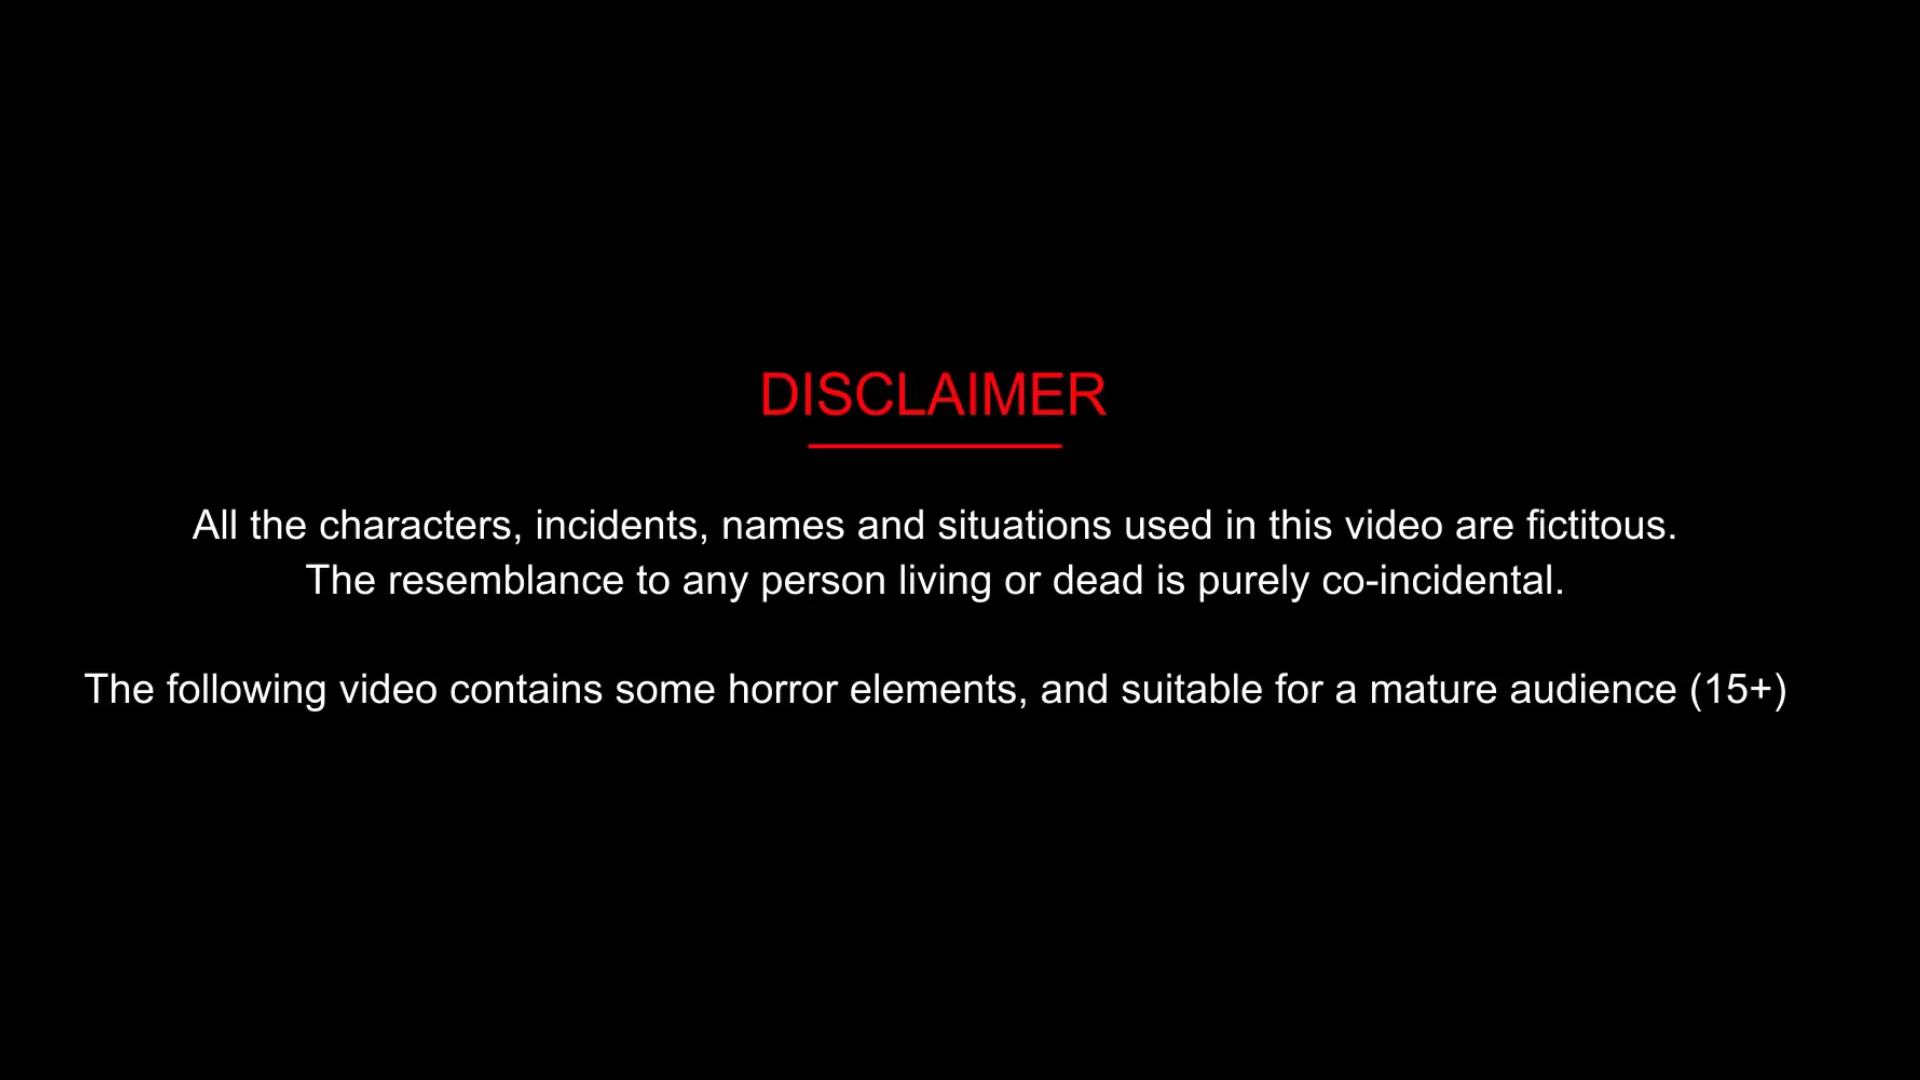 DISCLAIMER
All the characters, incidents, names and situations used in this video are fictitous.
The resemblance to any person living or dead is purely co-incidental.
The following video contains some horror elements, and suitable for a mature audience (15+)